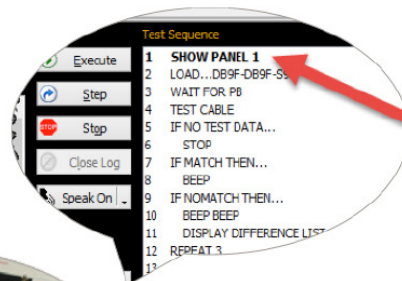 Test Sequence
Execute
Step
STOP Stop
Close Log
Speak On
1 SHOW PANEL 1
2 LOAD...DB9F-DB9F-
3 WAIT FOR PB
4 TEST CABLE
5 IF NO TEST DATA...
6 STOP
7 IF MATCH THEN...
8 BEEP
9 IF NOMATCH THEN...
10 BEEP BEEP
11 DISPLAY DIFFERENCE LIST
12 REPEAT 3
13